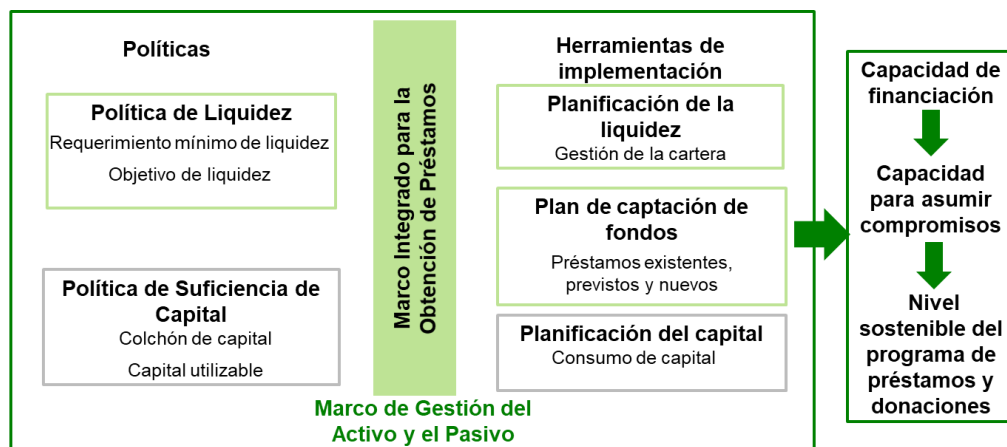 Políticas
Política de Liquidez
Requerimiento mínimo de liquidez
Objetivo de liquidez
Política de Suficiencia de
Capital
Colchón de capital
Capital utilizable
Marco Integrado para la
Obtención de Préstamos
Herramientas de
implementación
Planificación de la
liquidez
Gestión de la cartera
Plan de captación de
fondos
Préstamos existentes,
previstos y nuevos
Planificación del capital
Consumo de capital
Marco de Gestión del
Activo y el Pasivo
Capacidad de
financiación
Capacidad
para asumir
compromisos
Nivel
sostenible del
programa de
préstamos y
donaciones